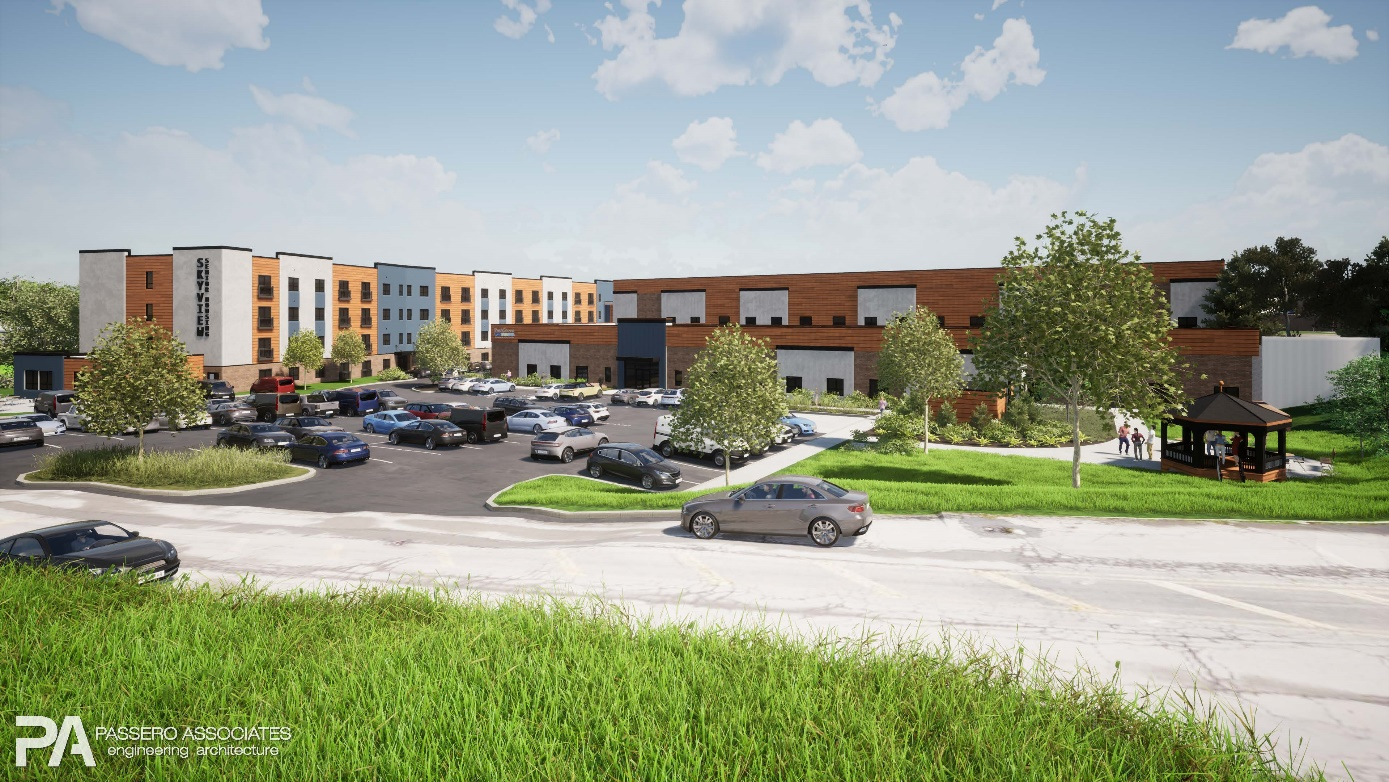 SKYVIEW
PA
PASSERO ASSOCIATES
engineering architecture